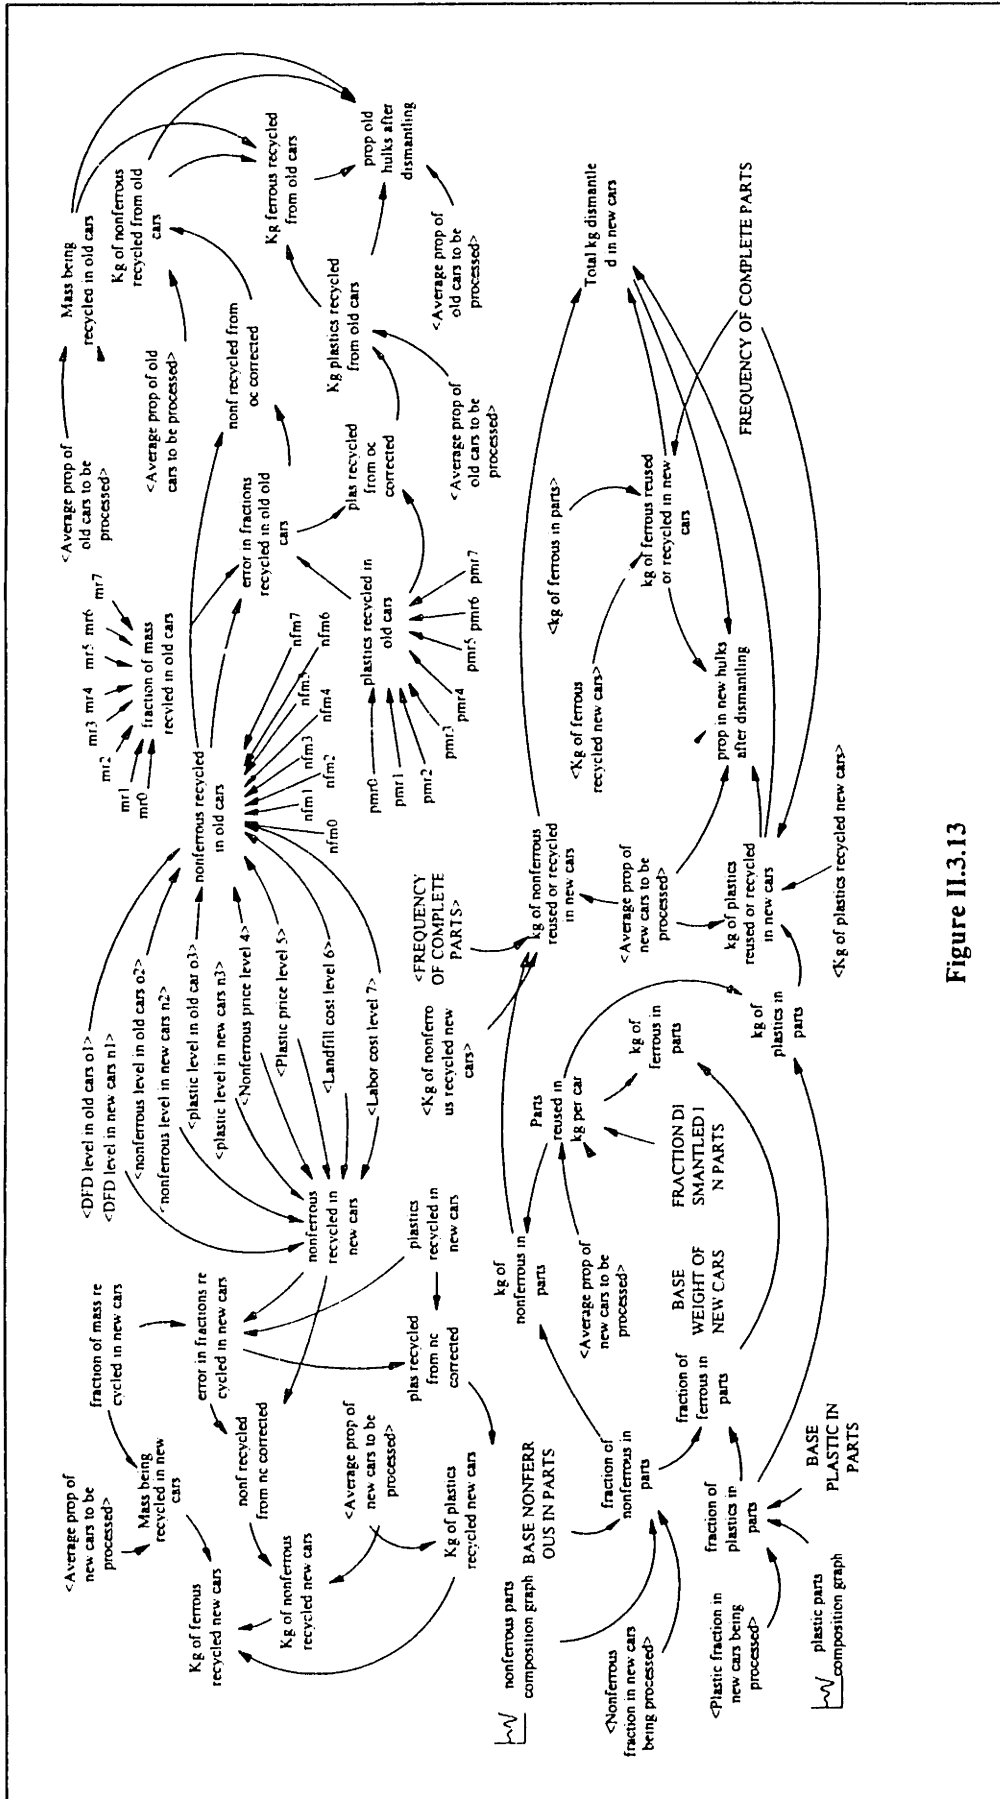 <Average prop of
new cars to be
processed>
fraction of mass re
cycled in new cars
Mass being
recycled in new
cars
Kg of ferrous
recycled new cars
error in fractions re
cycled in new cars
nonf recycled
from nc corrected
Kg of nonferrous
recycled new cars
<Average prop of
new cars to be
processed>
Kg of plastics
recycled new cars
plas recycled
from nc
corrected
plastics
recycled in
new cars
nonferrous
recycled in
new cars
<DFD level in old cars o1>
<DFD level in new cars n1>
<nonferrous level in old cars o2>
<nonferrous level in new cars n2>
<plastic level in old car o3>
<plastic level in new cars n3>
<Nonferrous price level 4>
<Plastic price level 5>
<Landfill cost level 6>
<Labor cost level 7>
nonferrous recycled
in old cars
mr0
mr1
mr2
mr3
mr4
mr5
mr6
mr7
fraction of mass
recvled in old cars
nfm0
nfm1
nfm2
nfm3
nfm4
nfm5
nfm6
nfm7
pmr0
pmr1
pmr2
pmr3
pmr4
pmr5
pmr6
pmr7
plastics recycled in
old cars
error in fractions
recycled in old old
cars
<Average prop of
old cars to be
processed>
Mass being
recycled in old cars
<Average prop of old
cars to be processed>
Kg of nonferrous
recycled from old
cars
nonf recycled from
oc corrected
plas recycled
from oc
corrected
Kg plastics recycled
from old cars
<Average prop of
old cars to be
processed>
Kg ferrous recycled
from old cars
prop old
hulks after
dismantling
<Average prop of
old cars to be
processed>
nonferrous parts
composition graph
BASE NONFERR
OUS IN PARTS
<Nonferrous
fraction in new cars
being processed>
fraction of
nonferrous in
parts
<Plastic fraction in
new cars being
processed>
plastic parts
composition graph
fraction of
plastics in
parts
BASE
PLASTIC IN
PARTS
fraction of
ferrous in
parts
BASE
WEIGHT OF
NEW CARS
kg of
nonferrous in
parts
<Average prop of
new cars to be
processed>
FRACTION DI
SMANTLED I
N PARTS
Parts
reused in
kg per car
kg of
ferrous in
parts
kg of
plastics in
parts
<Kg of nonferro
us recycled new
cars>
<FREQUENCY
OF COMPLETE
PARTS>
kg of nonferrous
reused or recycled
in new cars
<Average prop of
new cars to be
processed>
kg of plastics
reused or recycled
in new cars
<Kg of plastics recycled new cars>
<Kg of ferrous
recycled new cars>
prop in new hulks
after dismantling
<kg of ferrous in parts>
kg of ferrous reused
or recycled in new
cars
Total kg dismantle
d in new cars
FREQUENCY OF COMPLETE PARTS
Figure II.3.13